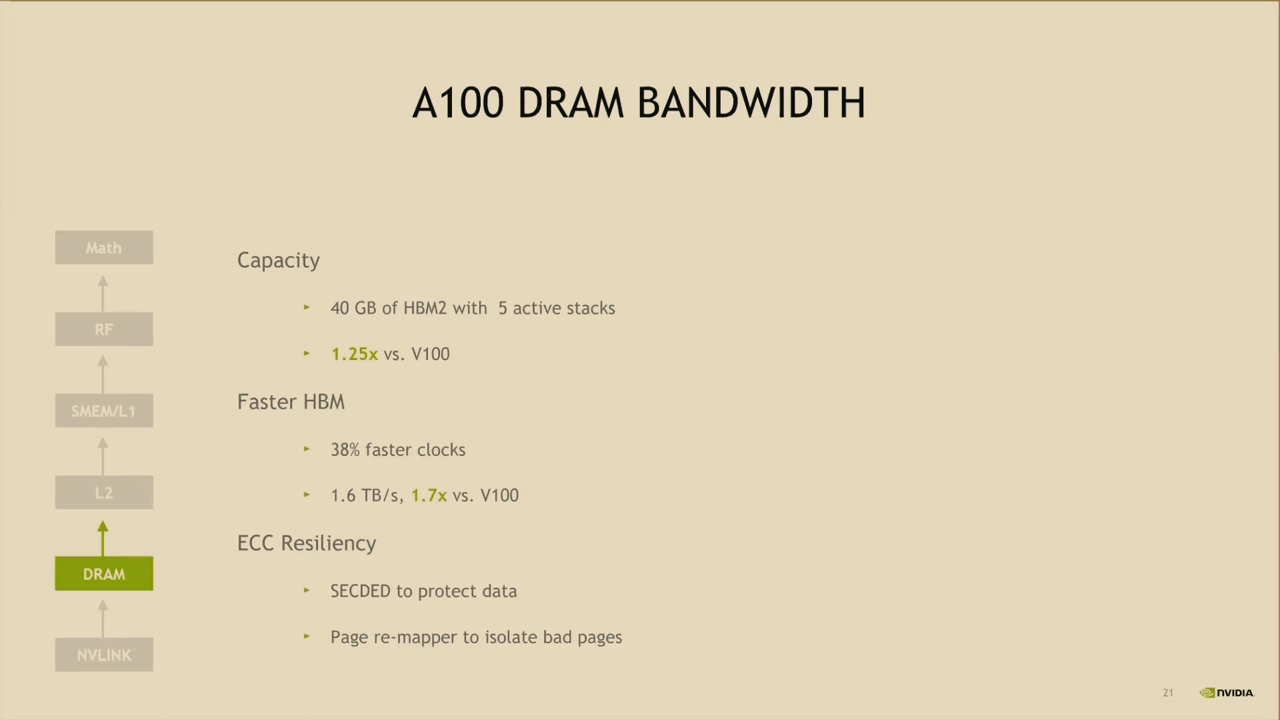 A100 DRAM BANDWIDTH
Math
RF
SMEM/L1
L2
DRAM
NVLINK
Capacity
40 GB of HBM2 with 5 active stacks
1.25x vs. V100
Faster HBM
38% faster clocks
1.6 TB/s, 1.7x vs. V100
ECC Resiliency
SECDED to protect data
Page re-mapper to isolate bad pages
21
NVIDIA.